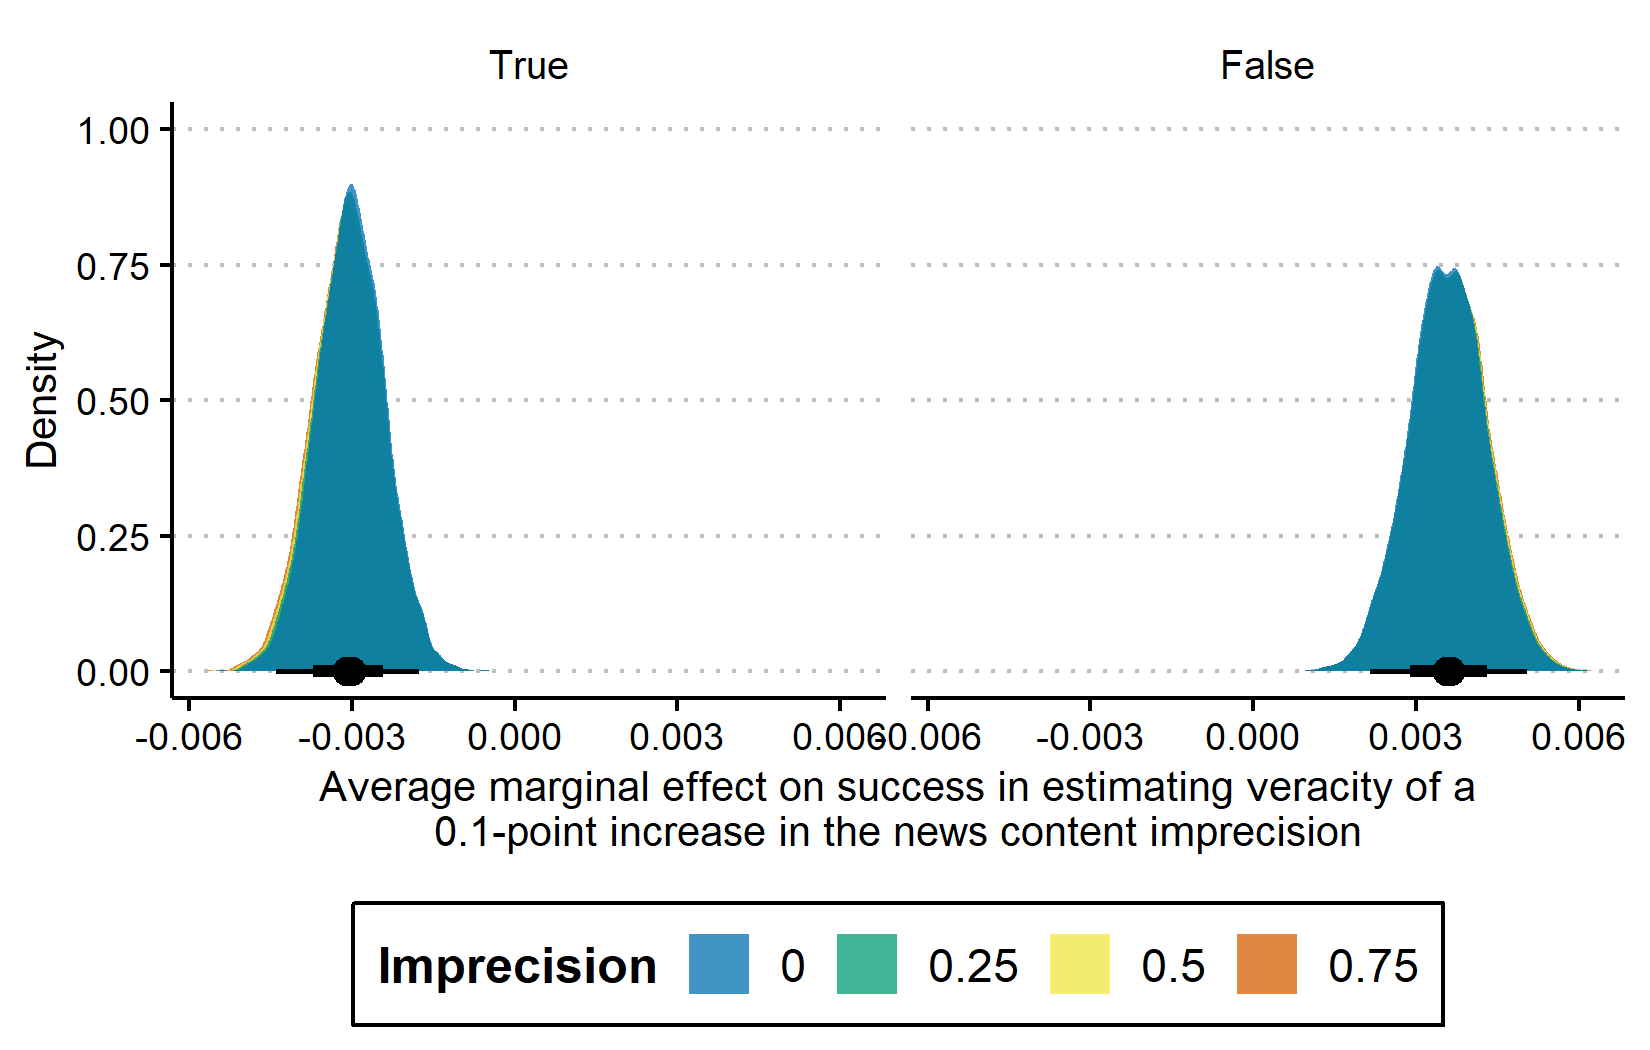 True False
1.00
0.75
0.50
0.25
0.00
Density
-0.006 -0.003 0.000 0.003 0.006 -0.006 -0.003 0.000 0.003 0.006
Average marginal effect on success in estimating veracity of a
0.1-point increase in the news content imprecision
Imprecision 0 0.25 0.5 0.75